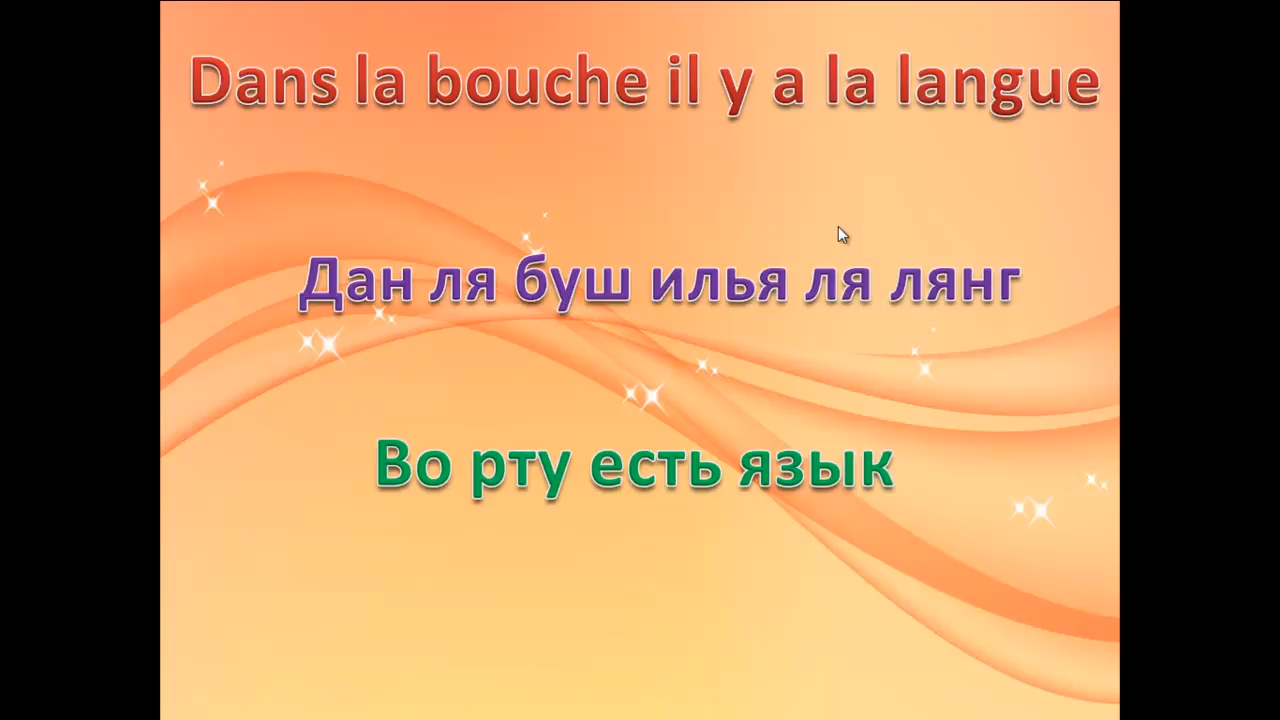 Dans la bouche il y a la langue
Дан ля буш илья ля лянг
Во рту есть язык